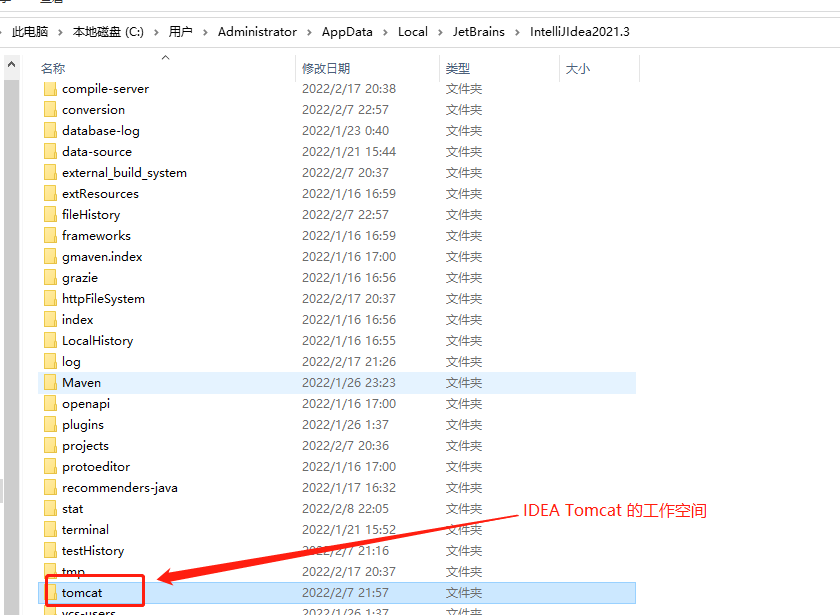 此电脑 > 本地磁盘 (C:) > 用户 > Administrator > AppData > Local > JetBrains > IntelliJIdea2021.3
名称 修改日期 类型 大小
compile-server 2022/2/17 20:38 文件夹
conversion 2022/2/7 22:57 文件夹
database-log 2022/1/23 0:40 文件夹
data-source 2022/1/21 15:44 文件夹
external_build_system 2022/2/7 20:37 文件夹
extResources 2022/1/16 16:59 文件夹
fileHistory 2022/2/7 22:57 文件夹
frameworks 2022/1/16 16:59 文件夹
gmaven.index 2022/1/16 17:00 文件夹
grazie 2022/1/16 16:56 文件夹
httpFileSystem 2022/2/17 20:37 文件夹
index 2022/1/16 16:56 文件夹
LocalHistory 2022/1/16 16:55 文件夹
log 2022/2/17 21:26 文件夹
Maven 2022/1/26 23:23 文件夹
openapi 2022/1/16 17:00 文件夹
plugins 2022/1/26 1:37 文件夹
projects 2022/2/7 20:36 文件夹
protoeditor 2022/1/16 17:00 文件夹
recommenders-java 2022/1/17 16:32 文件夹
stat 2022/2/8 22:05 文件夹
IDEA Tomcat 的工作空间
terminal 2022/1/21 15:52 文件夹
testHistory 2022/2/7 21:16 文件夹
tmp 2022/2/17 20:37 文件夹
tomcat 2022/2/7 21:57 文件夹
vcs-users 2022/1/26 1:37 文件夹